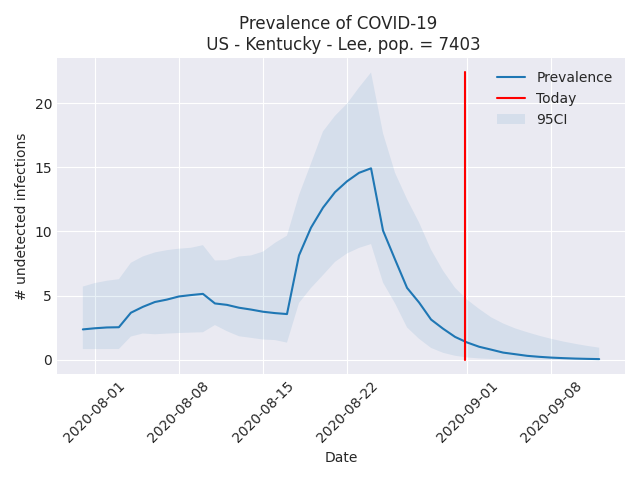 Prevalence of COVID-19
US - Kentucky - Lee, pop. = 7403
Prevalence
Today
95CI
# undetected infections
20
15
10
5
0
2020-08-01
2020-08-08
2020-08-15
2020-08-22
2020-09-01
2020-09-08
Date